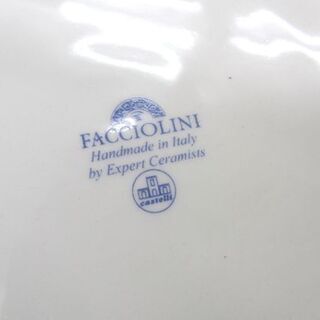 FACCIOLINI
Handmade in Italy
by Expert Ceramists
castelli